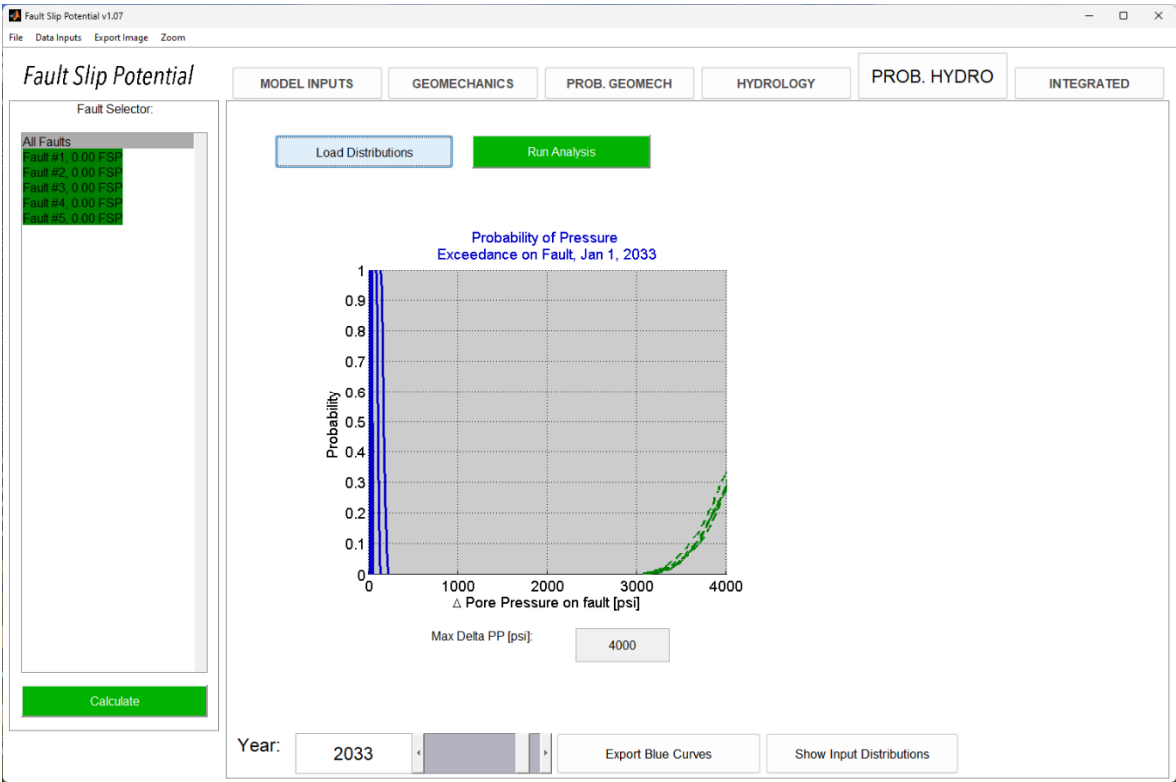 Fault Slip Potential v1.07
File Data Inputs Export Image Zoom
Fault Slip Potential
MODEL INPUTS GEOMECHANICS PROB. GEOMECH HYDROLOGY PROB. HYDRO INTEGRATED
Fault Selector:
All Faults
Fault #1, 0.00 FSP
Fault #2, 0.00 FSP
Fault #3, 0.00 FSP
Fault #4, 0.00 FSP
Fault #5, 0.00 FSP
Calculate
Load Distributions Run Analysis
Probability of Pressure
Exceedance on Fault, Jan 1, 2033
1
0.9
0.8
0.7
0.6
0.5
0.4
0.3
0.2
0.1
0
Probability
0 1000 2000 3000 4000
Δ Pore Pressure on fault [psi]
Max Delta PP [psi]: 4000
Year: 2033 Export Blue Curves Show Input Distributions